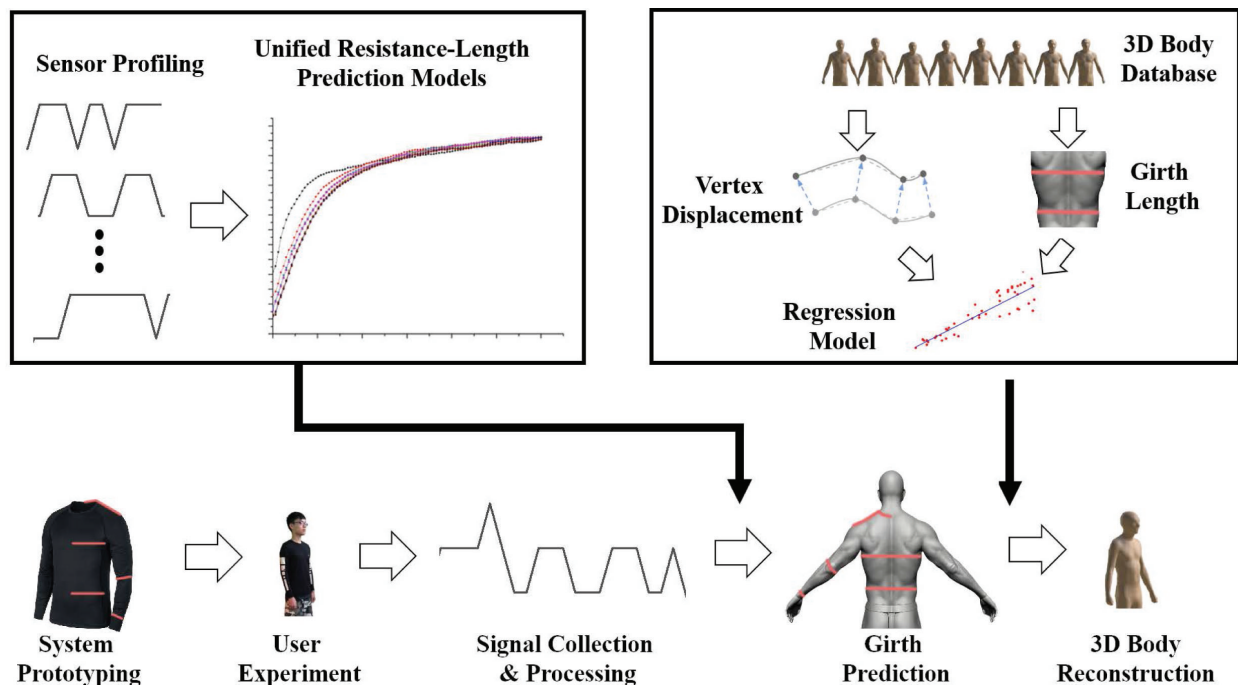 Sensor Profiling
Unified Resistance-Length
Prediction Models
3D Body
Database
Vertex
Displacement
Girth
Length
Regression
Model
System
Prototyping
User
Experiment
Signal Collection
& Processing
Girth
Prediction
3D Body
Reconstruction